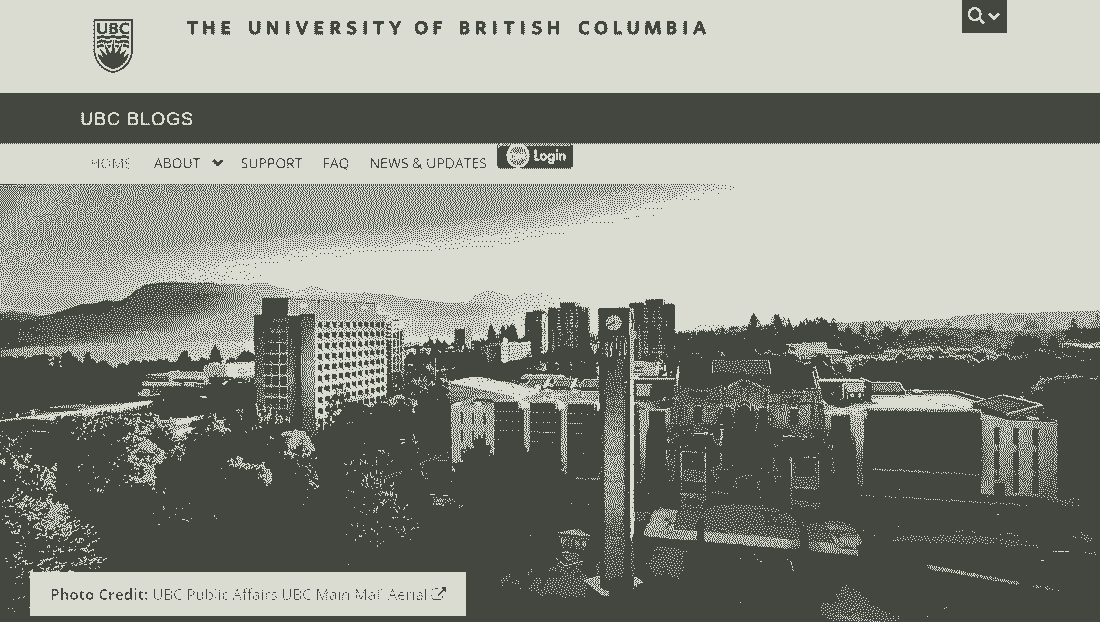 UBC
THE UNIVERSITY OF BRITISH COLUMBIA
UBC BLOGS
HOME ABOUT SUPPORT FAQ NEWS & UPDATES Login
Photo Credit: UBC Public Affairs UBC Main Mall Aerial